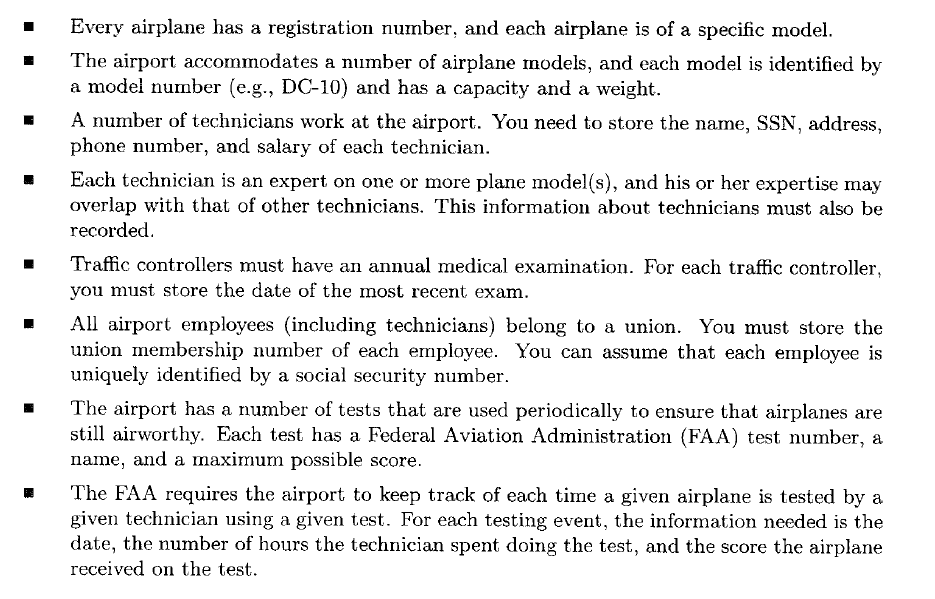 ▪ Every airplane has a registration number, and each airplane is of a specific model.
▪ The airport accommodates a number of airplane models, and each model is identified by
a model number (e.g., DC-10) and has a capacity and a weight.
▪ A number of technicians work at the airport. You need to store the name, SSN, address,
phone number, and salary of each technician.
▪ Each technician is an expert on one or more plane model(s), and his or her expertise may
overlap with that of other technicians. This information about technicians must also be
recorded.
▪ Traffic controllers must have an annual medical examination. For each traffic controller,
you must store the date of the most recent exam.
▪ All airport employees (including technicians) belong to a union. You must store the
union membership number of each employee. You can assume that each employee is
uniquely identified by a social security number.
▪ The airport has a number of tests that are used periodically to ensure that airplanes are
still airworthy. Each test has a Federal Aviation Administration (FAA) test number, a
name, and a maximum possible score.
▪ The FAA requires the airport to keep track of each time a given airplane is tested by a
given technician using a given test. For each testing event, the information needed is the
date, the number of hours the technician spent doing the test, and the score the airplane
received on the test.